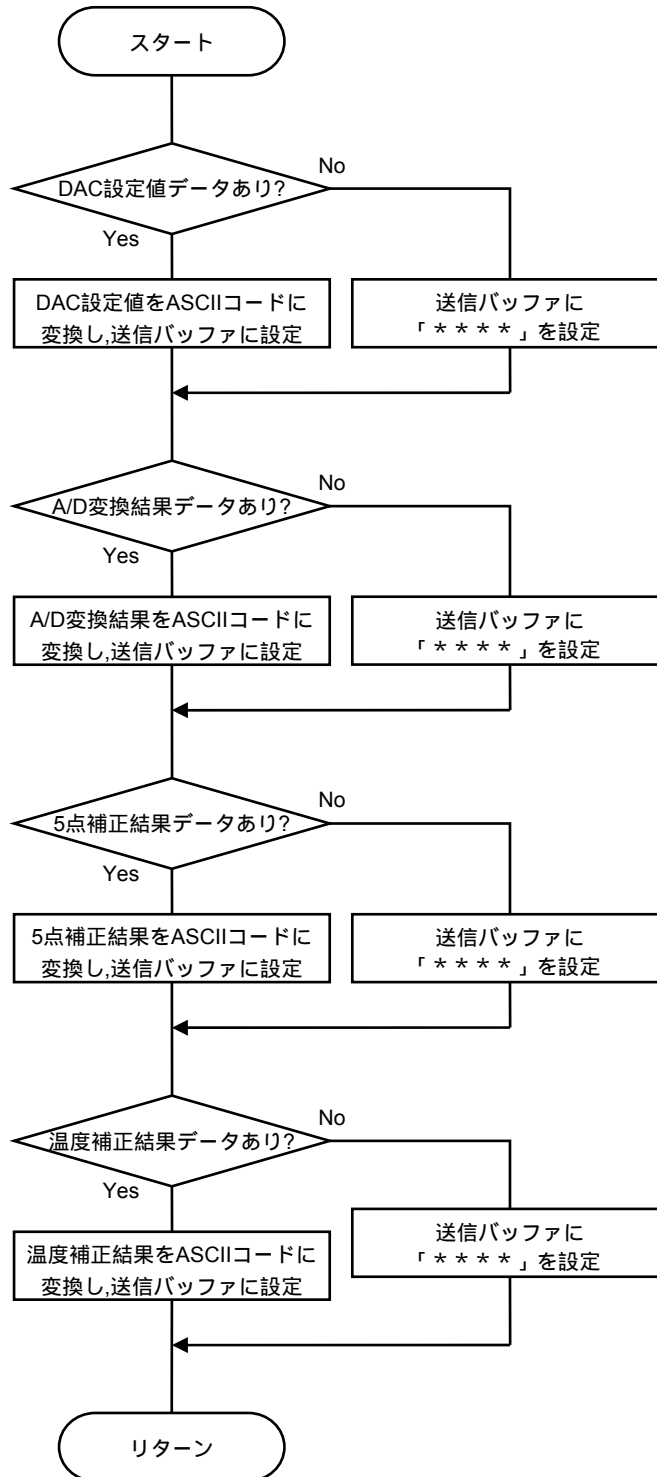 スタート
No
DAC設定値データあり?
Yes
DAC設定値をASCIIコードに
変換し,送信バッファに設定
送信バッファに
「＊＊＊＊」を設定
No
A/D変換結果データあり?
Yes
A/D変換結果をASCIIコードに
変換し,送信バッファに設定
送信バッファに
「＊＊＊＊」を設定
No
5点補正結果データあり?
Yes
5点補正結果をASCIIコードに
変換し,送信バッファに設定
送信バッファに
「＊＊＊＊」を設定
No
温度補正結果データあり?
Yes
温度補正結果をASCIIコードに
変換し,送信バッファに設定
送信バッファに
「＊＊＊＊」を設定
リターン